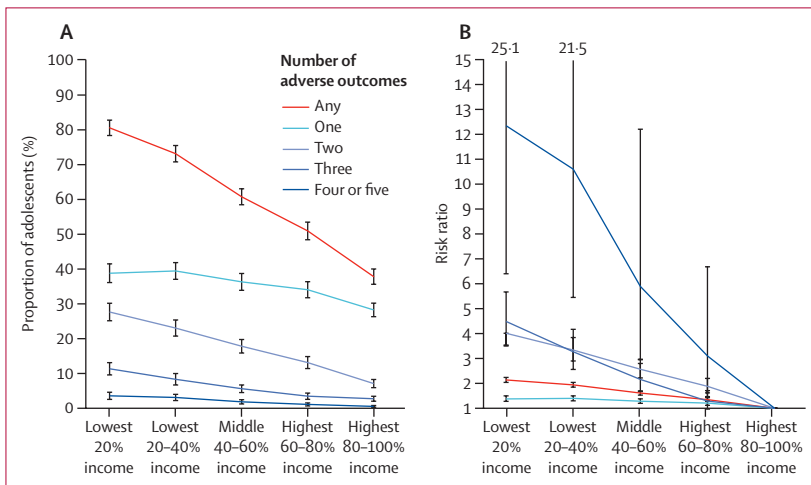 A
Number of
adverse outcomes
Any
One
Two
Three
Four or five
Proportion of adolescents (%)
100
90
80
70
60
50
40
30
20
10
0
Lowest
20%
income
Lowest
20–40%
income
Middle
40–60%
income
Highest
60–80%
income
Highest
80–100%
income
B
25·1
21·5
Risk ratio
15
14
13
12
11
10
9
8
7
6
5
4
3
2
1
Lowest
20%
income
Lowest
20–40%
income
Middle
40–60%
income
Highest
60–80%
income
Highest
80–100%
income